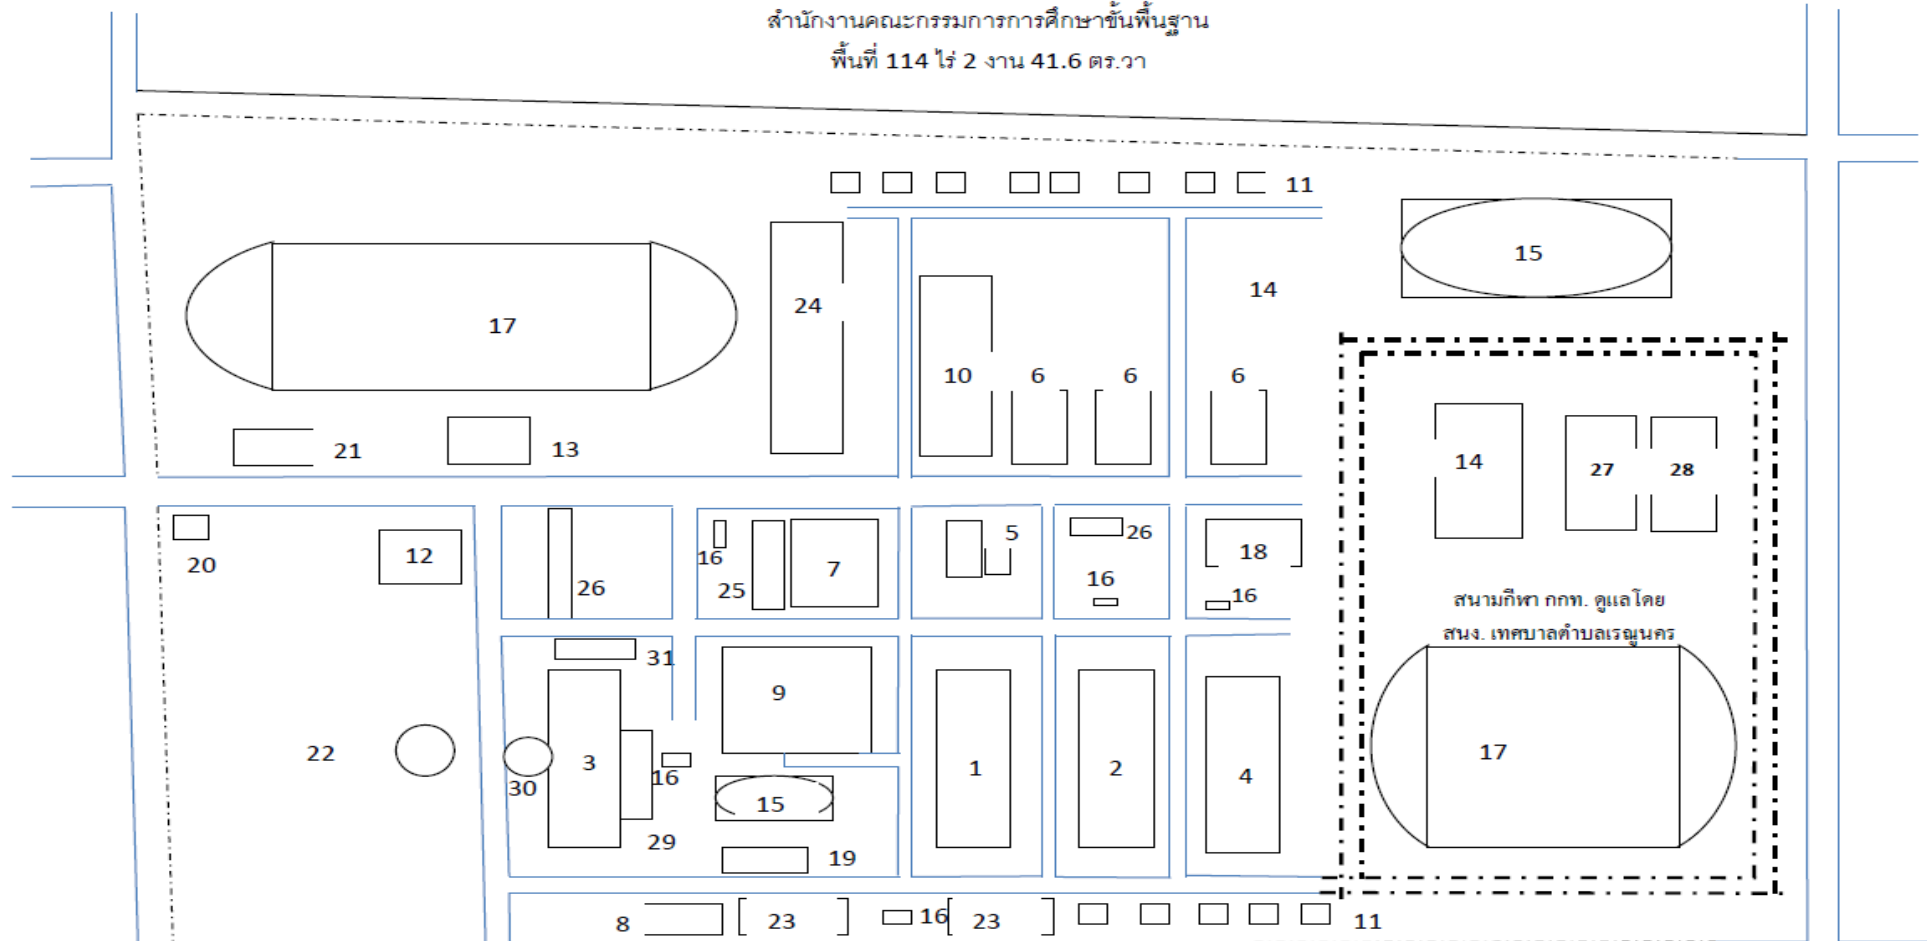 สำนักงานคณะกรรมการการศึกษาขั้นพื้นฐาน
พื้นที่ 114 ไร่ 2 งาน 41.6 ตร.วา
11
15
14
24
17
10 6 6 6
21 13
14 27 28
20 12 26 16 25 7 5 26 16 18 16
สนามกีฬา กกท. ดูแลโดย
สนง. เทศบาลตำบลเรณูนคร
31
9
22 30 3 16 15 1 2 4 17
29 19
8 23 16 23 11